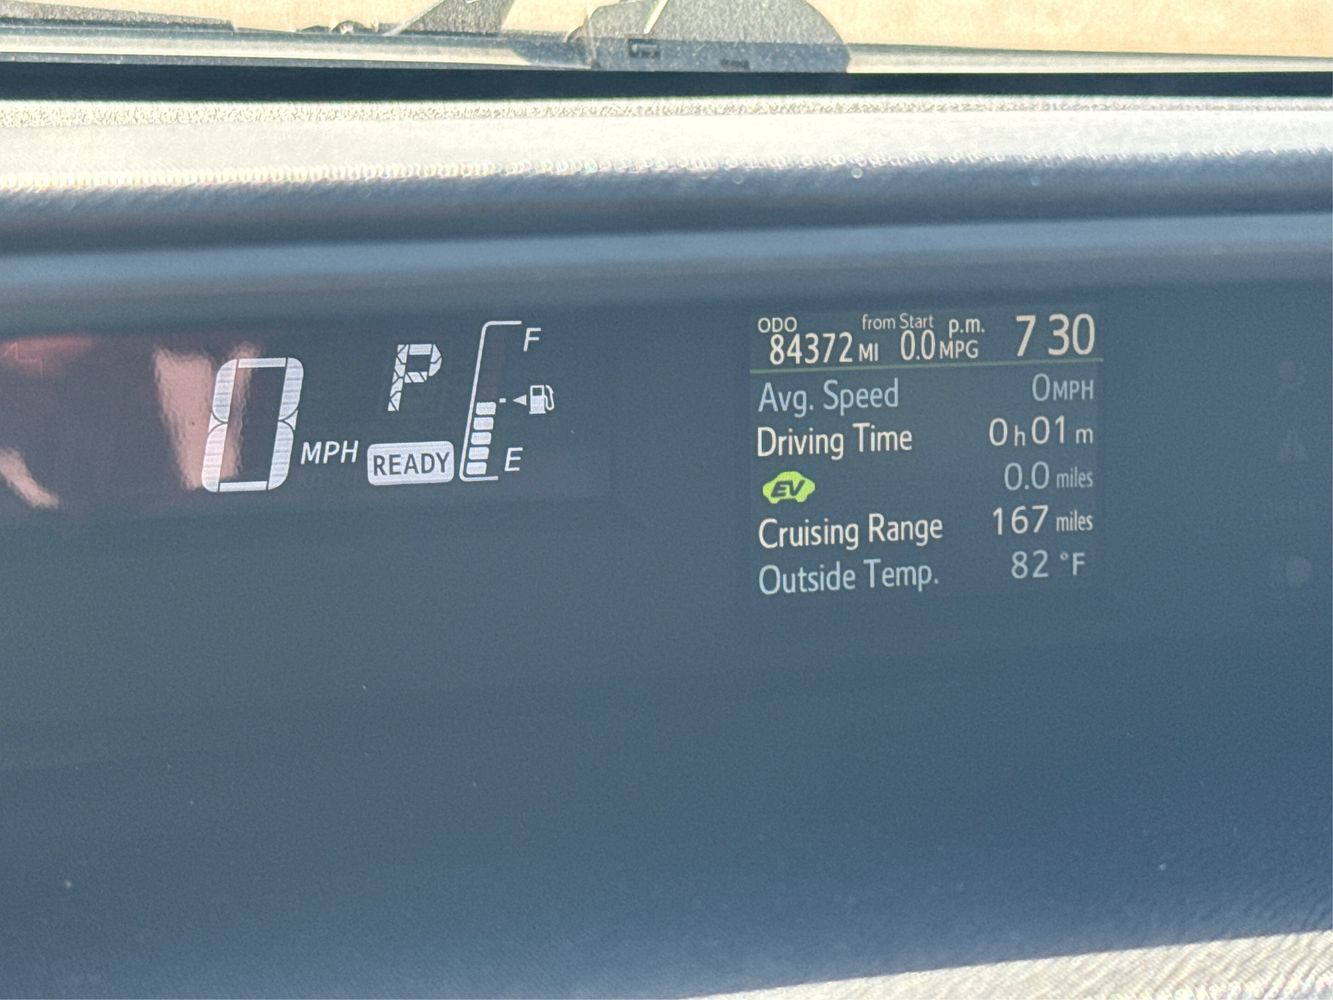 0 MPH
P
READY
F
E
ODO from Start p.m. 7 30
84372 MI 0.0 MPG
Avg. Speed 0 MPH
Driving Time 0 h 01 m
EV 0.0 miles
Cruising Range 167 miles
Outside Temp. 82 °F